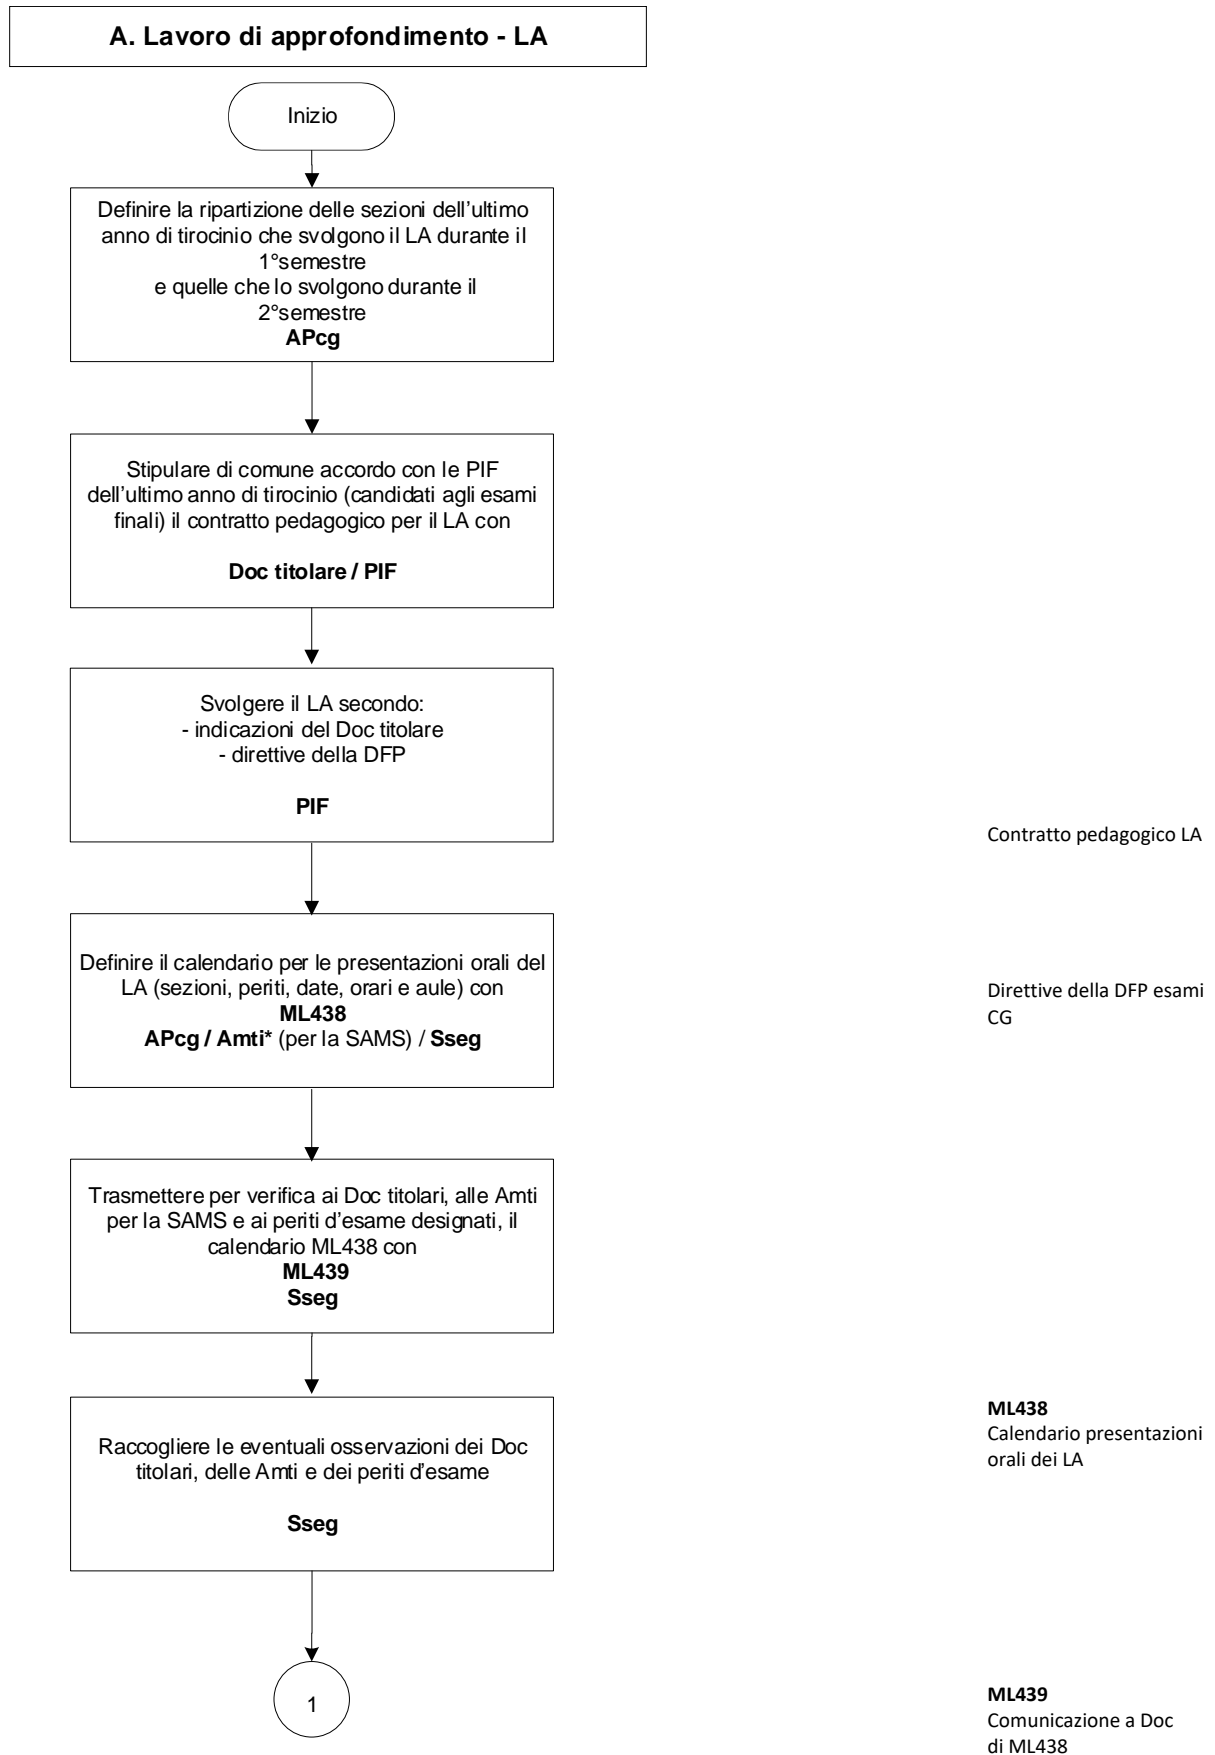 A. Lavoro di approfondimento - LA
Inizio
Definire la ripartizione delle sezioni dell'ultimo
anno di tirocinio che svolgono il LA durante il
1°semestre
e quelle che lo svolgono durante il
2°semestre
APcg
Stipulare di comune accordo con le PIF
dell'ultimo anno di tirocinio (candidati agli esami
finali) il contratto pedagogico per il LA con
Doc titolare / PIF
Svolgere il LA secondo:
- indicazioni del Doc titolare
- direttive della DFP
PIF
Contratto pedagogico LA
Definire il calendario per le presentazioni orali del
LA (sezioni, periti, date, orari e aule) con
ML438
APcg / Amti* (per la SAMS) / Sseg
Direttive della DFP esami
CG
Trasmettere per verifica ai Doc titolari, alle Amti
per la SAMS e ai periti d'esame designati, il
calendario ML438 con
ML439
Sseg
Raccogliere le eventuali osservazioni dei Doc
titolari, delle Amti e dei periti d'esame
Sseg
ML438
Calendario presentazioni
orali dei LA
1
ML439
Comunicazione a Doc
di ML438